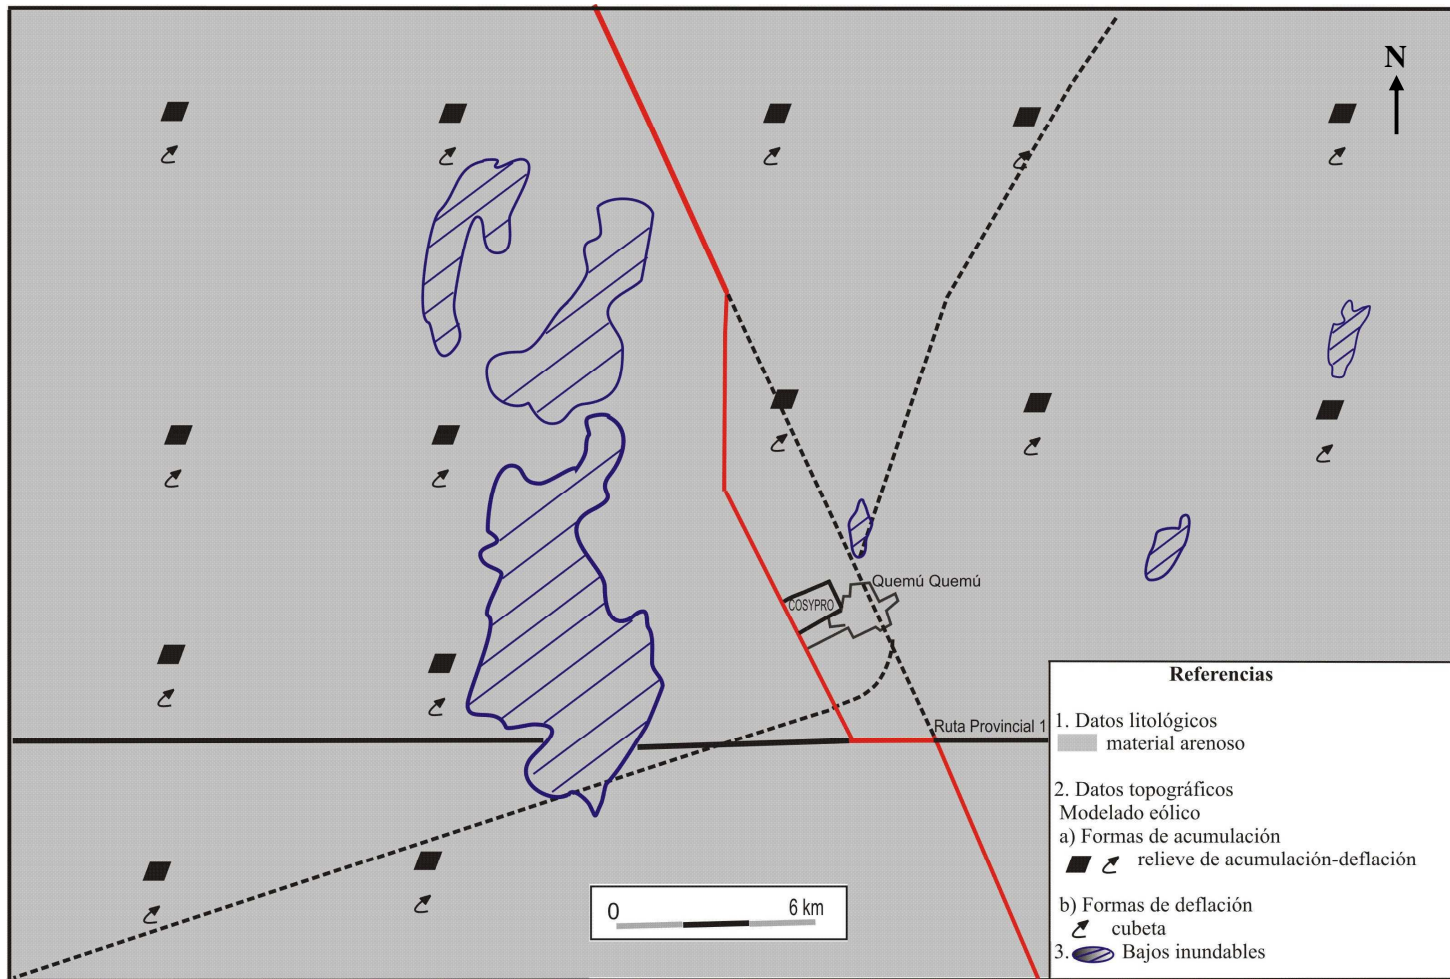 N
Quemú Quemú
COSYPRO
Ruta Provincial 1
0 6 km
Referencias
1. Datos litológicos
material arenoso
2. Datos topográficos
Modelado eólico
a) Formas de acumulación
relieve de acumulación-deflación
b) Formas de deflación
cubeta
3. Bajos inundables